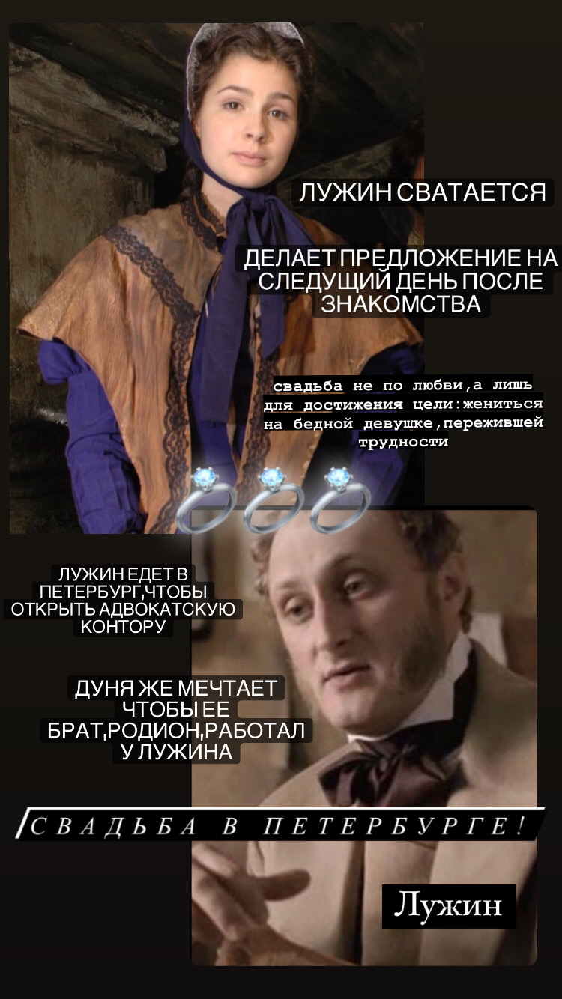 ЛУЖИН СВАТАЕТСЯ
ДЕЛАЕТ ПРЕДЛОЖЕНИЕ НА
СЛЕДУЩИЙ ДЕНЬ ПОСЛЕ
ЗНАКОМСТВА
свадьба не по любви,а лишь
для достижения цели:жениться
на бедной девушке,пережившей
трудности
ЛУЖИН ЕДЕТ В
ПЕТЕРБУРГ,ЧТОБЫ
ОТКРЫТЬ АДВОКАТСКУЮ
КОНТОРУ
ДУНЯ ЖЕ МЕЧТАЕТ
ЧТОБЫ ЕЕ
БРАТ,РОДИОН,РАБОТАЛ
У ЛУЖИНА
СВАДЬБА В ПЕТЕРБУРГЕ!
Лужин